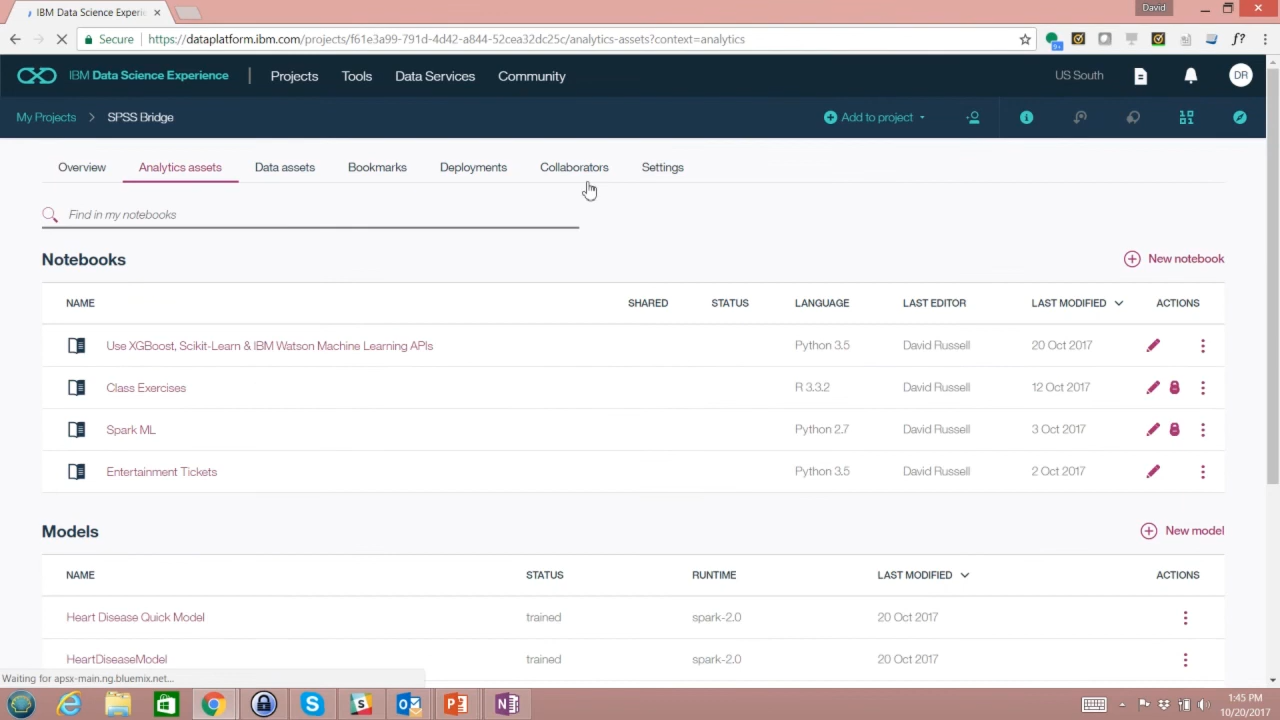 IBM Data Science Experi
David
Secure
https://dataplatform.ibm.com/projects/f61e3a99-791d-4d42-a844-52cea32dc25c/analytics-assets?context=analytics
9+
f?
IBM Data Science Experience | Projects Tools Data Services Community US South DR
My Projects > SPSS Bridge Add to project
Overview Analytics assets Data assets Bookmarks Deployments Collaborators Settings
Find in my notebooks
Notebooks New notebook
NAME SHARED STATUS LANGUAGE LAST EDITOR LAST MODIFIED ACTIONS
Use XGBoost, Scikit-Learn & IBM Watson Machine Learning APIs Python 3.5 David Russell 20 Oct 2017
Class Exercises R 3.3.2 David Russell 12 Oct 2017
Spark ML Python 2.7 David Russell 3 Oct 2017
Entertainment Tickets Python 3.5 David Russell 2 Oct 2017
Models New model
NAME STATUS RUNTIME LAST MODIFIED ACTIONS
Heart Disease Quick Model trained spark-2.0 20 Oct 2017
HeartDiseaseModel trained spark-2.0 20 Oct 2017
Waiting for apsx-main.ng.bluemix.net...
1:45 PM
10/20/2017